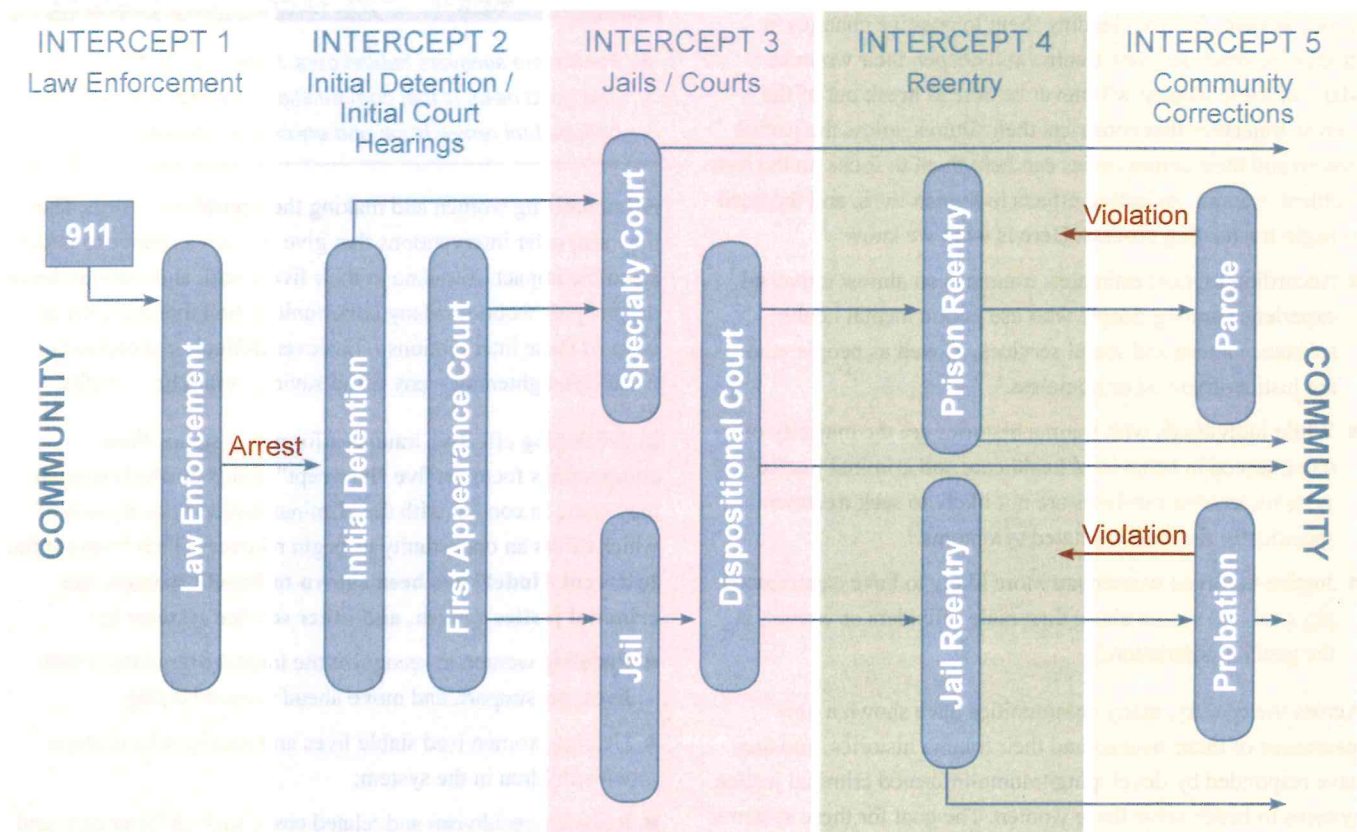 INTERCEPT 1
Law Enforcement
INTERCEPT 2
Initial Detention /
Initial Court
Hearings
INTERCEPT 3
Jails / Courts
INTERCEPT 4
Reentry
INTERCEPT 5
Community
Corrections
911
COMMUNITY
Law Enforcement
Arrest
Initial Detention
First Appearance Court
Specialty Court
Jail
Dispositional Court
Prison Reentry
Jail Reentry
Violation
Violation
Parole
Probation
COMMUNITY